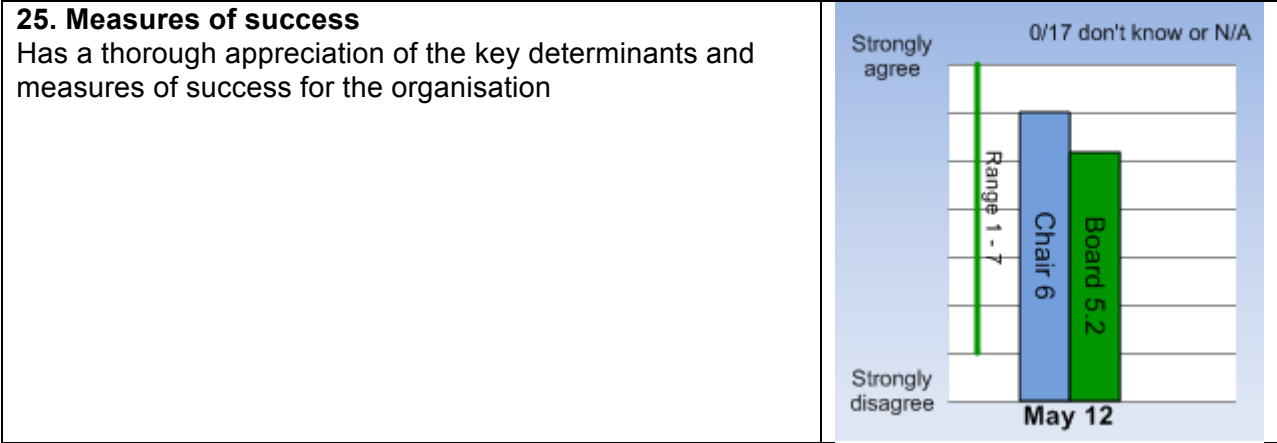 25. Measures of success
Has a thorough appreciation of the key determinants and
measures of success for the organisation
0/17 don't know or N/A
Strongly
agree
Range 1 - 7
Chair 6
Board 5.2
Strongly
disagree
May 12